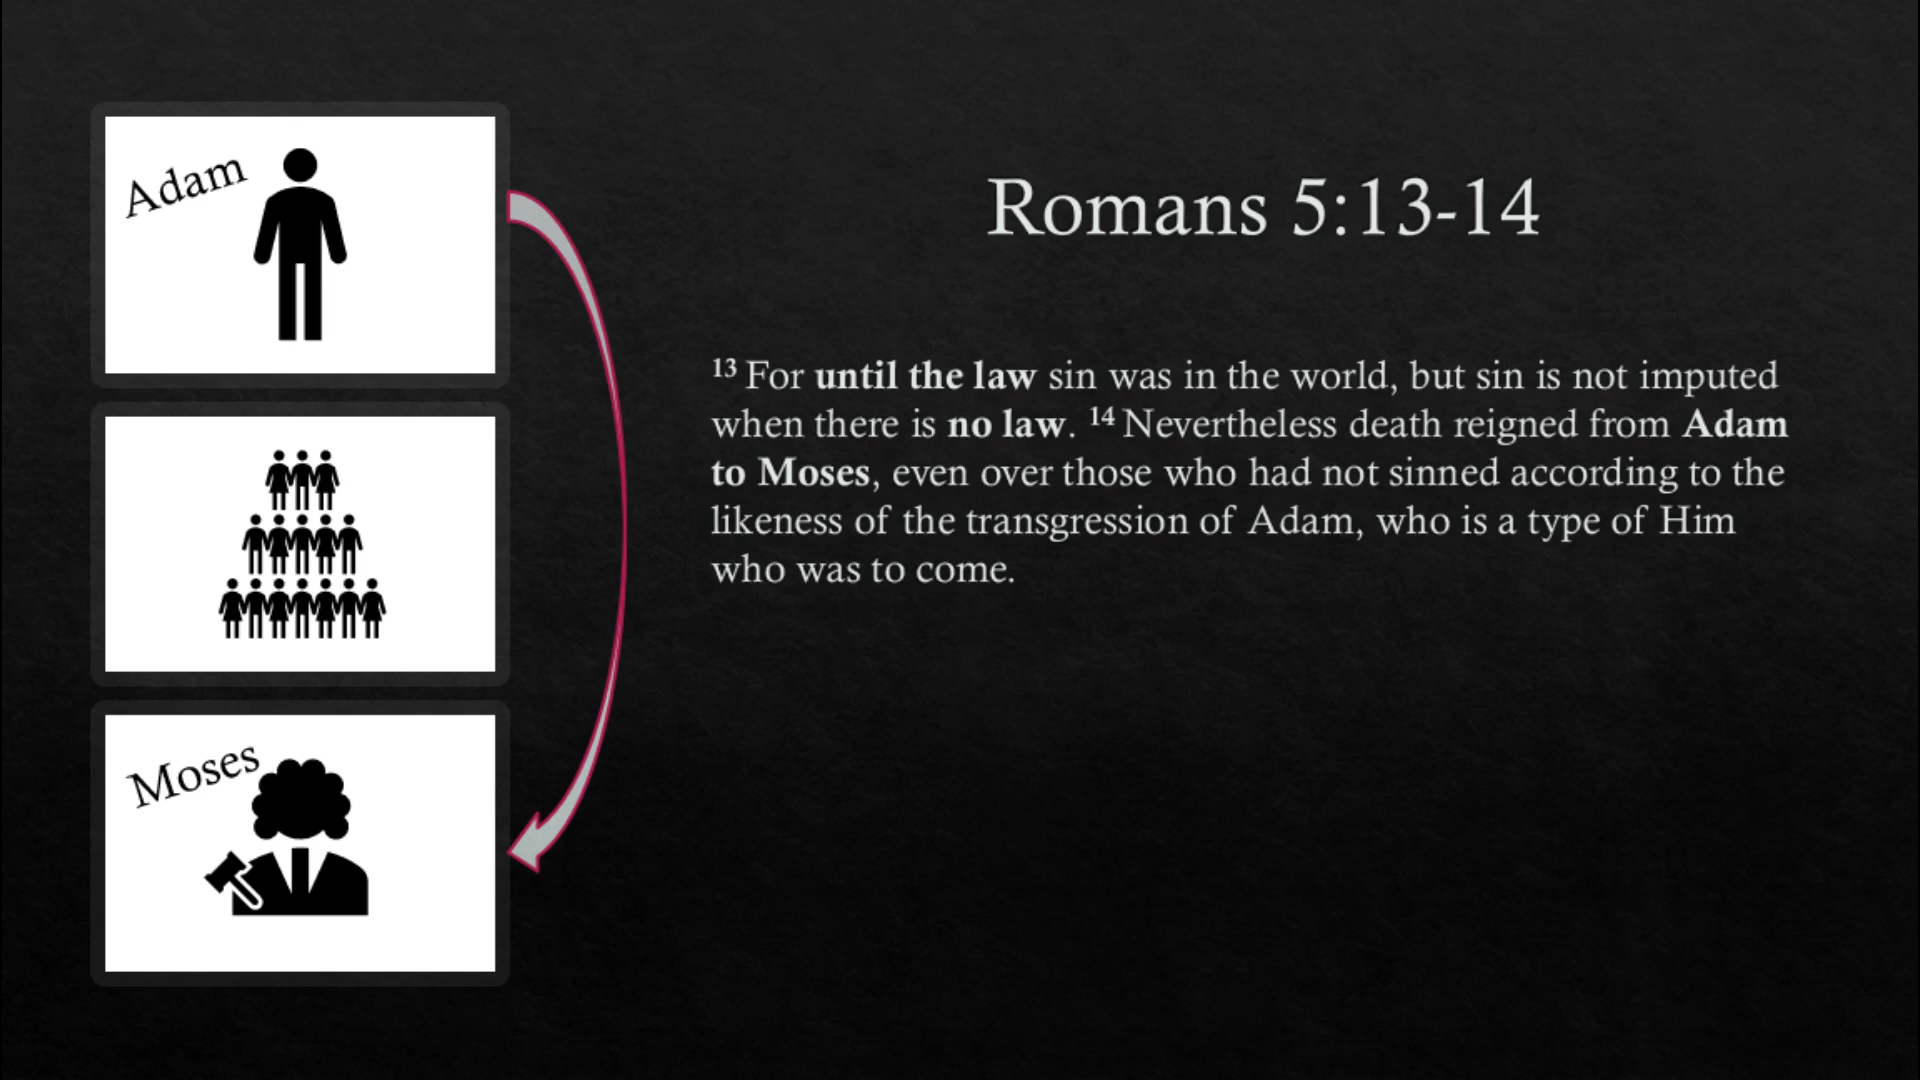 Adam
Moses
Romans 5:13-14
13 For until the law sin was in the world, but sin is not imputed
when there is no law. 14 Nevertheless death reigned from Adam
to Moses, even over those who had not sinned according to the
likeness of the transgression of Adam, who is a type of Him
who was to come.